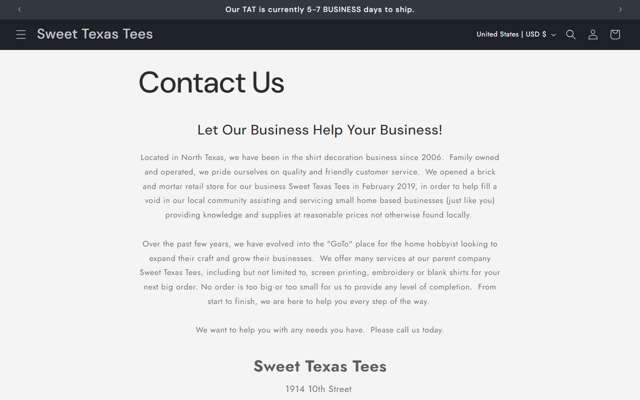 Our TAT is currently 5-7 BUSINESS days to ship.
Sweet Texas Tees
United States | USD $
Contact Us
Let Our Business Help Your Business!
Located in North Texas, we have been in the shirt decoration business since 2006.  Family owned
and operated, we pride ourselves on quality and friendly customer service.  We opened a brick
and mortar retail store for our business Sweet Texas Tees in February 2019, in order to help fill a
void in our local community assisting and servicing small home based businesses (just like you)
providing knowledge and supplies at reasonable prices not otherwise found locally.
Over the past few years, we have evolved into the "GoTo" place for the home hobbyist looking to
expand their craft and grow their businesses.  We offer many services at our parent company
Sweet Texas Tees, including but not limited to, screen printing, embroidery or blank shirts for your
next big order. No order is too big or too small for us to provide any level of completion.  From
start to finish, we are here to help you every step of the way.
We want to help you with any needs you have.  Please call us today.
Sweet Texas Tees
1914 10th Street